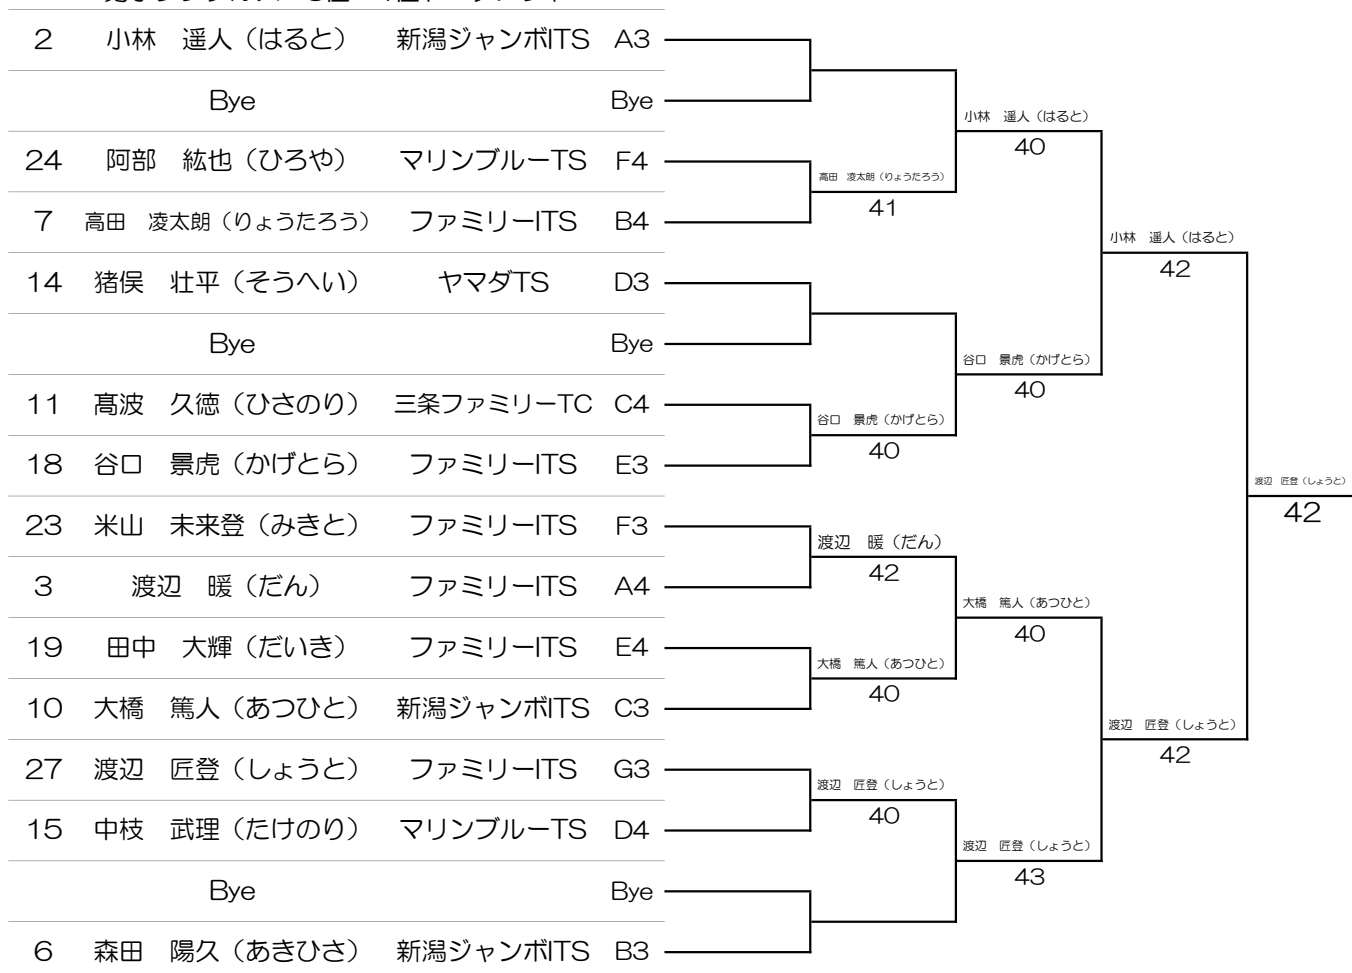 2 小林 遥人（はると） 新潟ジャンボITS A3
Bye Bye
小林 遥人（はると）
40
24 阿部 紘也（ひろや） マリンブルーTS F4
高田 凌太朗（りょうたろう）
41
7 高田 凌太朗（りょうたろう） ファミリーITS B4
小林 遥人（はると）
42
14 猪俣 壮平（そうへい） ヤマダTS D3
Bye Bye
谷口 景虎（かげとら）
40
11 髙波 久徳（ひさのり） 三条ファミリーTC C4
谷口 景虎（かげとら）
40
18 谷口 景虎（かげとら） ファミリーITS E3
渡辺 匠登（しょうと）
42
23 米山 未来登（みきと） ファミリーITS F3
渡辺 暖（だん）
42
3 渡辺 暖（だん） ファミリーITS A4
大橋 篤人（あつひと）
40
19 田中 大輝（だいき） ファミリーITS E4
大橋 篤人（あつひと）
40
10 大橋 篤人（あつひと） 新潟ジャンボITS C3
渡辺 匠登（しょうと）
42
27 渡辺 匠登（しょうと） ファミリーITS G3
渡辺 匠登（しょうと）
40
15 中枝 武理（たけのり） マリンブルーTS D4
渡辺 匠登（しょうと）
43
Bye Bye
6 森田 陽久（あきひさ） 新潟ジャンボITS B3